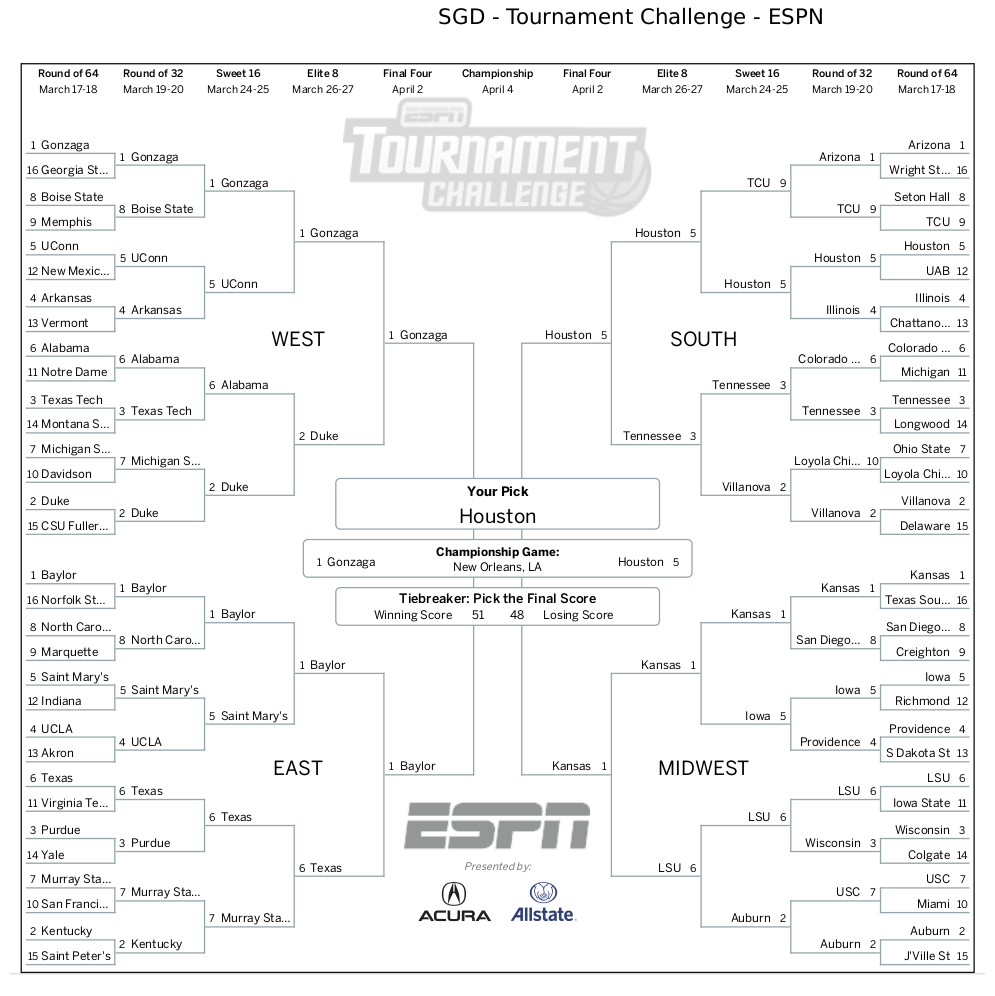 SGD - Tournament Challenge - ESPN
Round of 64 Round of 32 Sweet 16 Elite 8 Final Four Championship Final Four Elite 8 Sweet 16 Round of 32 Round of 64
March 17-18 March 19-20 March 24-25 March 26-27 April 2 April 4 April 2 March 26-27 March 24-25 March 19-20 March 17-18
ESPN
TOURNAMENT
CHALLENGE
1 Gonzaga
16 Georgia St...
8 Boise State
9 Memphis
5 UConn
12 New Mexic...
4 Arkansas
13 Vermont
6 Alabama
11 Notre Dame
3 Texas Tech
14 Montana S...
7 Michigan S...
10 Davidson
2 Duke
15 CSU Fuller...
1 Gonzaga
8 Boise State
5 UConn
4 Arkansas
6 Alabama
3 Texas Tech
7 Michigan S...
2 Duke
1 Gonzaga
5 UConn
6 Alabama
2 Duke
1 Gonzaga
2 Duke
1 Gonzaga
WEST
Arizona 1
Wright St... 16
Seton Hall 8
TCU 9
Houston 5
UAB 12
Illinois 4
Chattano... 13
Colorado ... 6
Michigan 11
Tennessee 3
Longwood 14
Ohio State 7
Loyola Chi... 10
Villanova 2
Delaware 15
Arizona 1
TCU 9
Houston 5
Illinois 4
Colorado ... 6
Tennessee 3
Loyola Chi... 10
Villanova 2
TCU 9
Houston 5
Tennessee 3
Villanova 2
Houston 5
Tennessee 3
Houston 5
SOUTH
Your Pick
Houston
Championship Game:
1 Gonzaga New Orleans, LA Houston 5
Tiebreaker: Pick the Final Score
Winning Score 51 48 Losing Score
1 Baylor
16 Norfolk St...
8 North Caro...
9 Marquette
5 Saint Mary's
12 Indiana
4 UCLA
13 Akron
6 Texas
11 Virginia Te...
3 Purdue
14 Yale
7 Murray Sta...
10 San Franci...
2 Kentucky
15 Saint Peter's
1 Baylor
8 North Caro...
5 Saint Mary's
4 UCLA
6 Texas
3 Purdue
7 Murray Sta...
2 Kentucky
1 Baylor
5 Saint Mary's
6 Texas
7 Murray Sta...
1 Baylor
6 Texas
1 Baylor
EAST
Kansas 1
Texas Sou... 16
San Diego... 8
Creighton 9
Iowa 5
Richmond 12
Providence 4
S Dakota St 13
LSU 6
Iowa State 11
Wisconsin 3
Colgate 14
USC 7
Miami 10
Auburn 2
J'Ville St 15
Kansas 1
San Diego... 8
Iowa 5
Providence 4
LSU 6
Wisconsin 3
USC 7
Auburn 2
Kansas 1
Iowa 5
LSU 6
Auburn 2
Kansas 1
LSU 6
Kansas 1
MIDWEST
ESPN
Presented by:
ACURA Allstate.